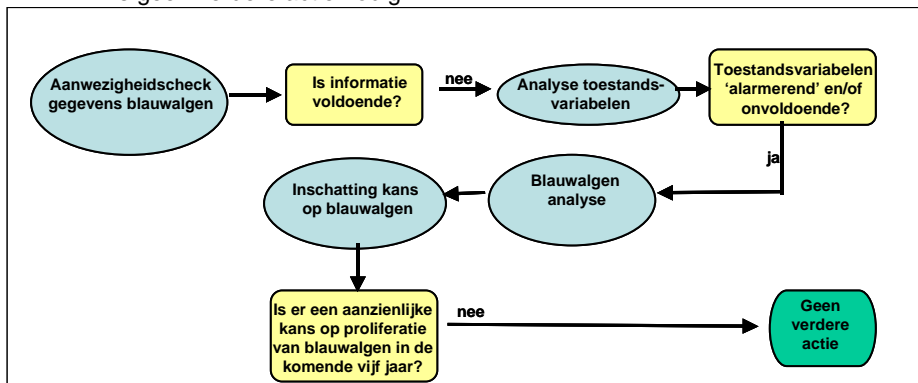 Aanwezigheidscheck
gegevens blauwalgen
Is informatie
voldoende?
nee
Analyse toestands-
variabelen
Toestandsvariabelen
‘alarmerend’ en/of
onvoldoende?
ja
Blauwalgen
analyse
Inschatting kans
op blauwalgen
Is er een aanzienlijke
kans op proliferatie
van blauwalgen in de
komende vijf jaar?
nee
Geen
verdere
actie